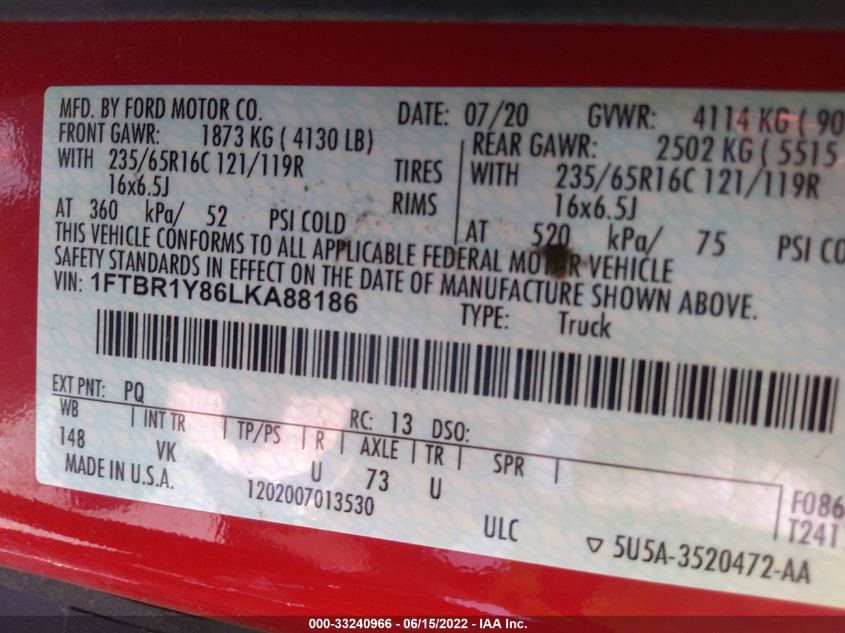 MFD. BY FORD MOTOR CO. DATE: 07/20 GVWR: 4114 KG ( 90
FRONT GAWR: 1873 KG ( 4130 LB) REAR GAWR: 2502 KG ( 5515
WITH 235/65R16C 121/119R TIRES WITH 235/65R16C 121/119R
16x6.5J RIMS 16x6.5J
AT 360 kPa/ 52 PSI COLD AT 520 kPa/ 75 PSI CO
THIS VEHICLE CONFORMS TO ALL APPLICABLE FEDERAL MOTOR VEHICLE
SAFETY STANDARDS IN EFFECT ON THE DATE OF MANUFACTURE SHOWN ABOVE.
VIN: 1FTBR1Y86LKA88186 TYPE: Truck
EXT PNT: PQ RC: 13 DSO:
WB INT TR TP/PS R AXLE TR SPR
148 VK U 73 U F086
MADE IN U.S.A. 1202007013530 ULC T241
▽ 5U5A-3520472-AA
000-33240966 - 06/15/2022 - IAA Inc.